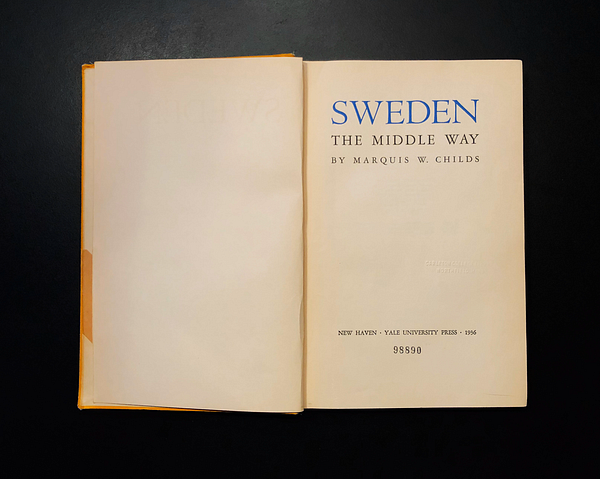 SWEDEN
THE MIDDLE WAY
BY MARQUIS W. CHILDS
NEW HAVEN · YALE UNIVERSITY PRESS · 1936
98890